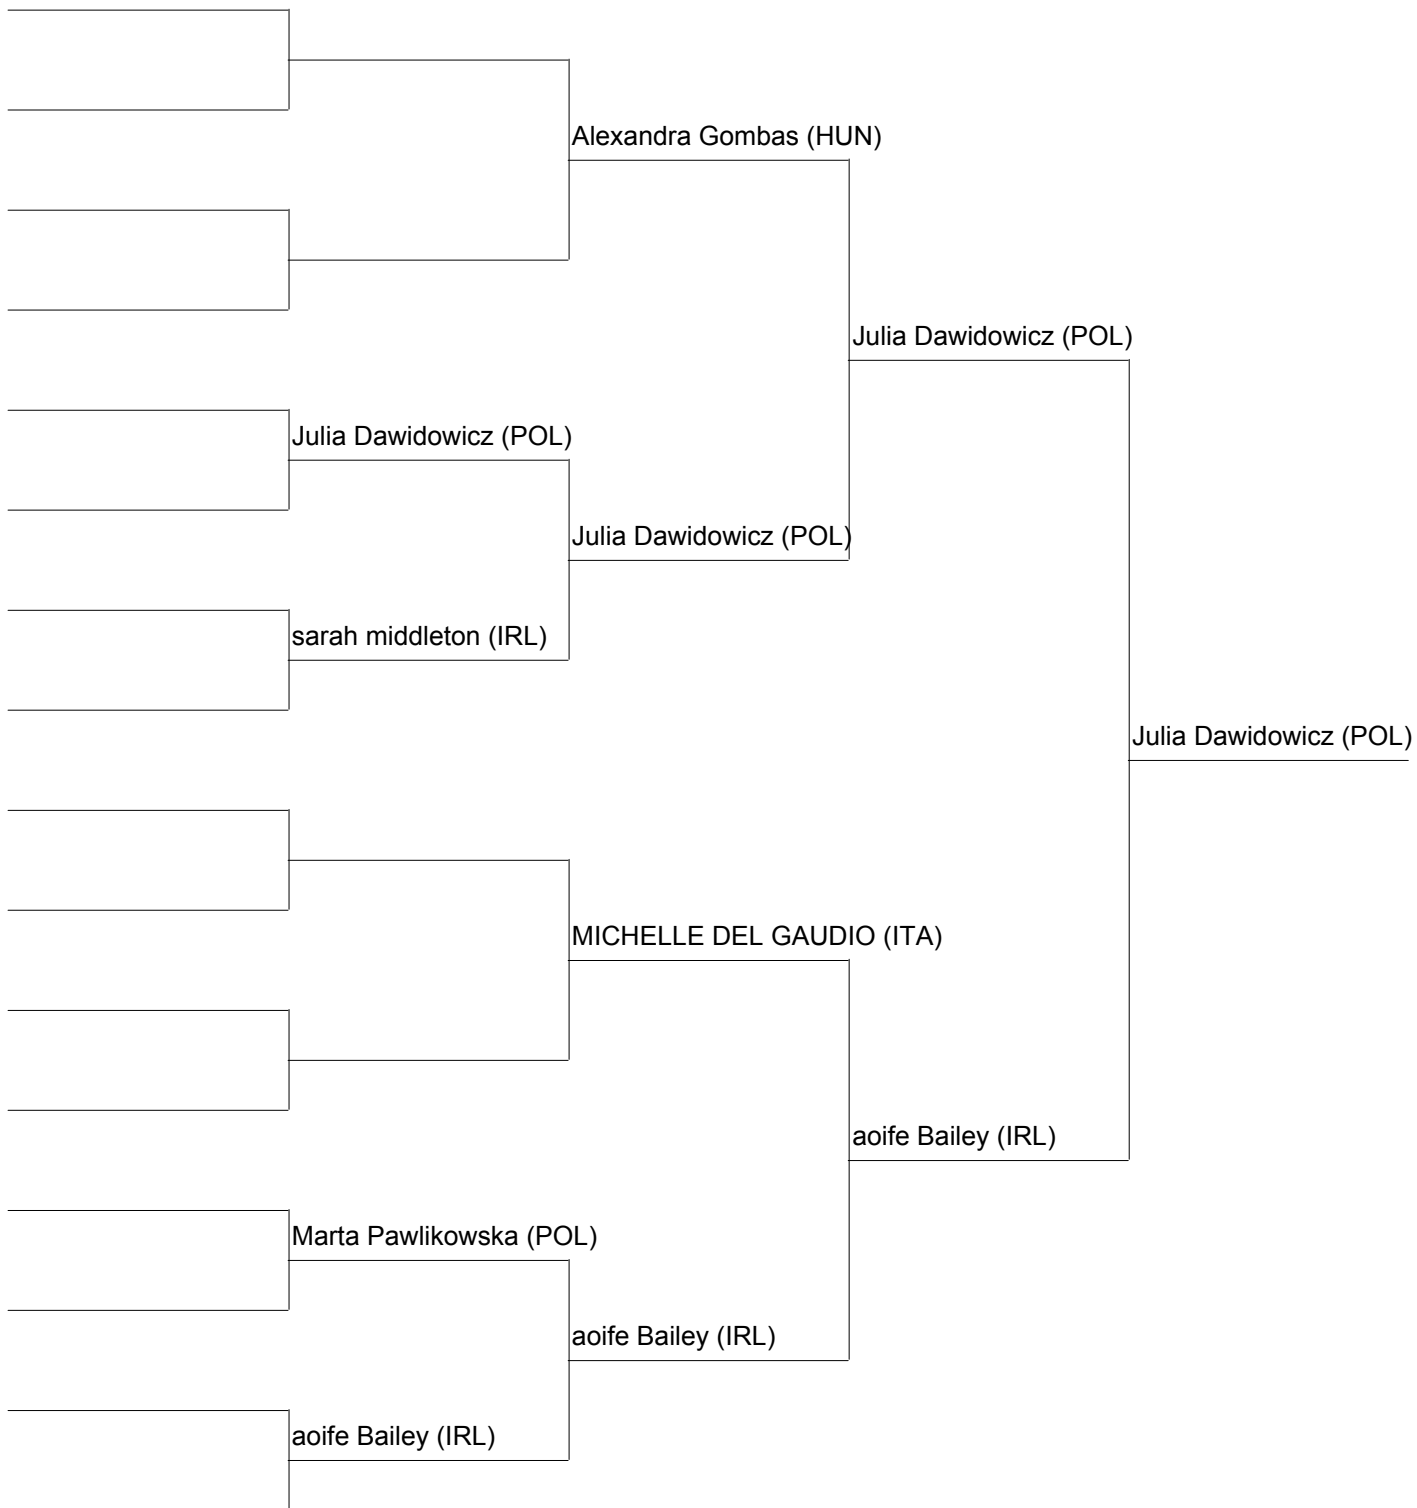 Alexandra Gombas (HUN)
Julia Dawidowicz (POL)
Julia Dawidowicz (POL)
Julia Dawidowicz (POL)
sarah middleton (IRL)
Julia Dawidowicz (POL)
MICHELLE DEL GAUDIO (ITA)
aoife Bailey (IRL)
Marta Pawlikowska (POL)
aoife Bailey (IRL)
aoife Bailey (IRL)